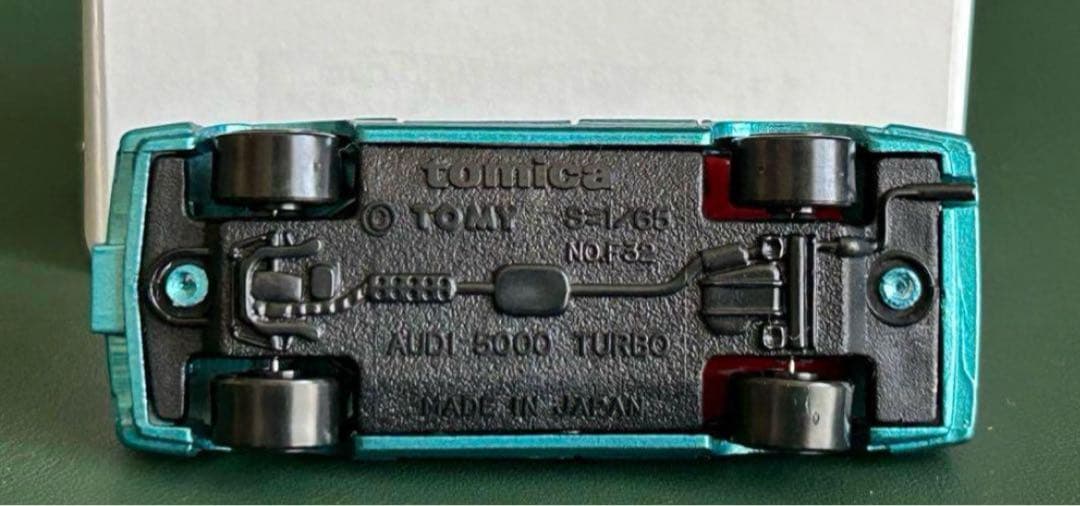 tomica
© TOMY S=1/65
NO.F32
AUDI 5000 TURBO
MADE IN JAPAN